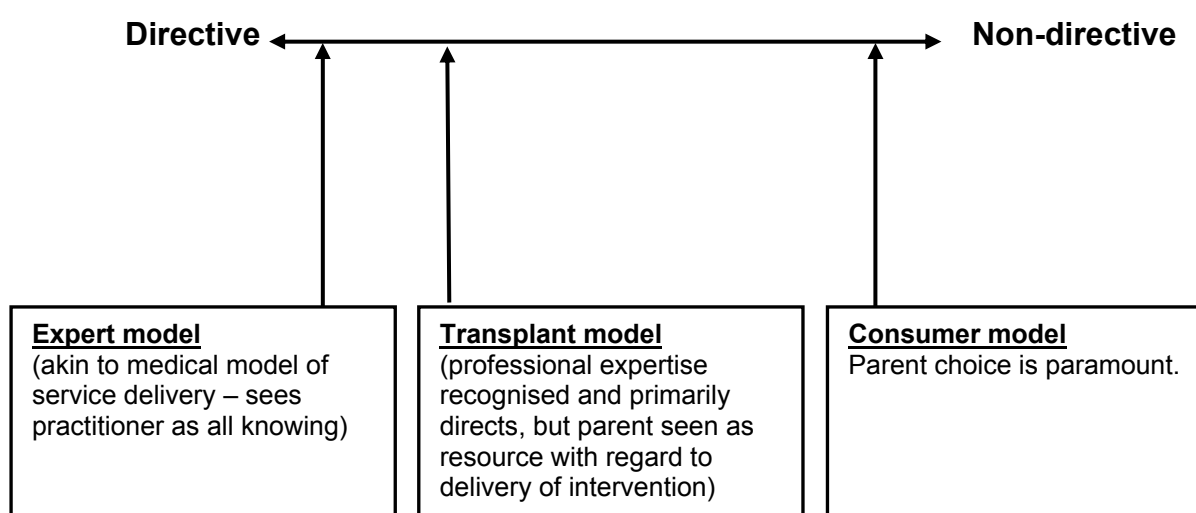 Directive
Non-directive
Expert model
(akin to medical model of
service delivery – sees
practitioner as all knowing)
Transplant model
(professional expertise
recognised and primarily
directs, but parent seen as
resource with regard to
delivery of intervention)
Consumer model
Parent choice is paramount.